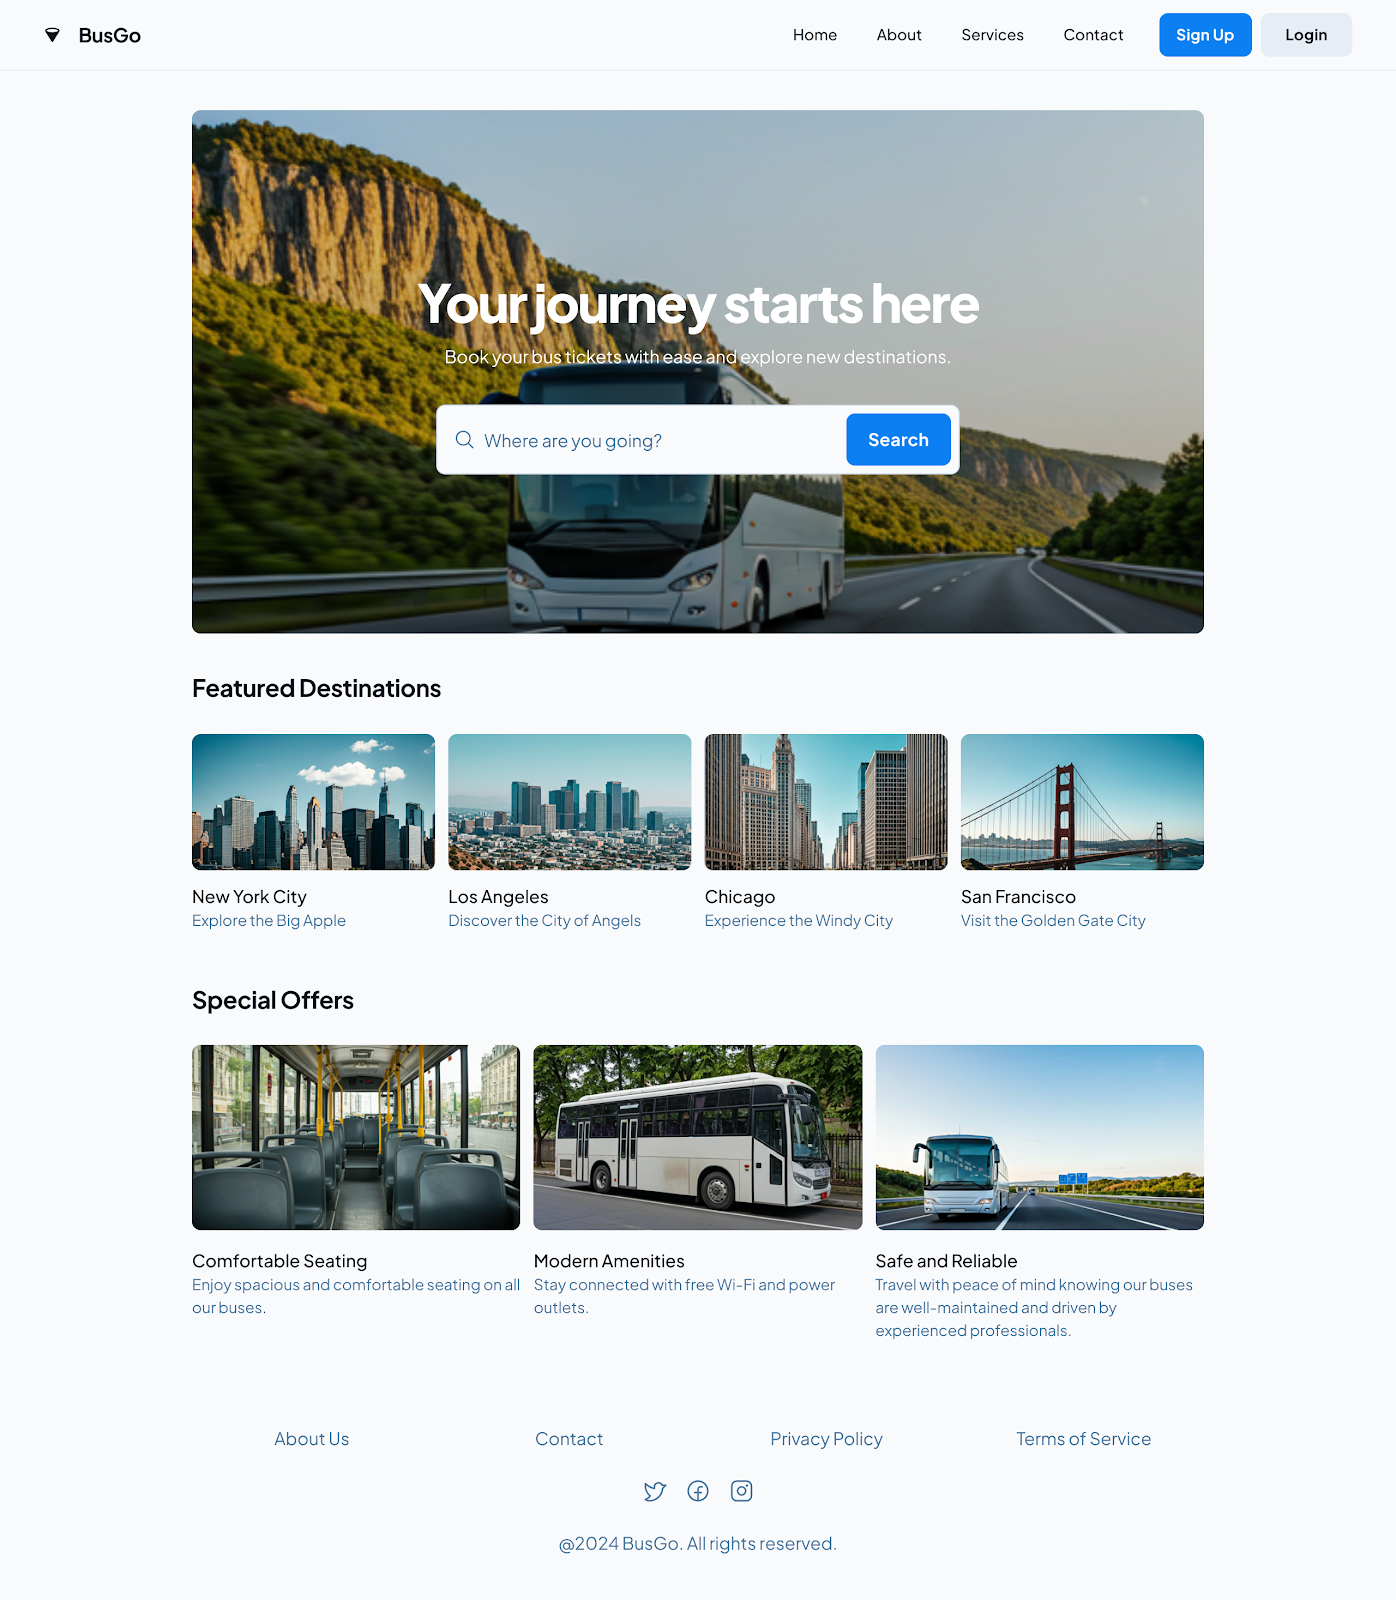 BusGo
Home
About
Services
Contact
Sign Up
Login
Your journey starts here
Book your bus tickets with ease and explore new destinations.
Where are you going?
Search
Featured Destinations
New York City
Explore the Big Apple
Los Angeles
Discover the City of Angels
Chicago
Experience the Windy City
San Francisco
Visit the Golden Gate City
Special Offers
Comfortable Seating
Enjoy spacious and comfortable seating on all
our buses.
Modern Amenities
Stay connected with free Wi-Fi and power
outlets.
Safe and Reliable
Travel with peace of mind knowing our buses
are well-maintained and driven by
experienced professionals.
About Us
Contact
Privacy Policy
Terms of Service
@2024 BusGo. All rights reserved.